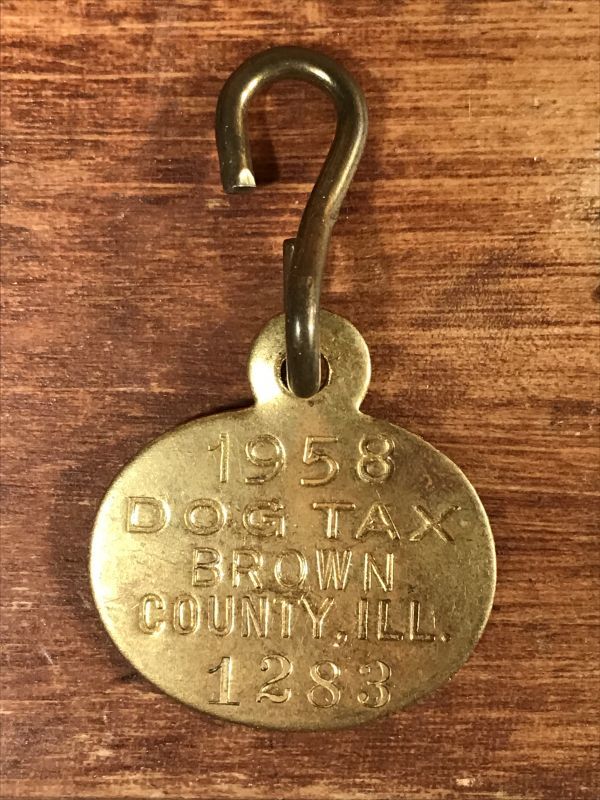 1958
DOG TAX
BROWN
COUNTY, ILL.
1283